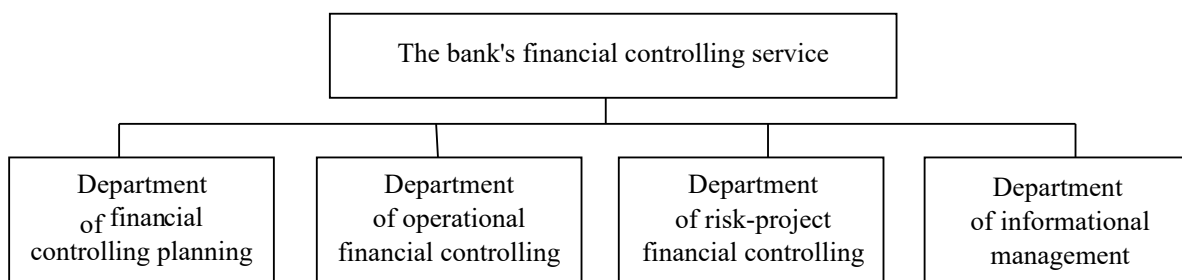 The bank's financial controlling service
Department
of financial
controlling planning
Department
of operational
financial controlling
Department
of risk-project
financial controlling
Department
of informational
management